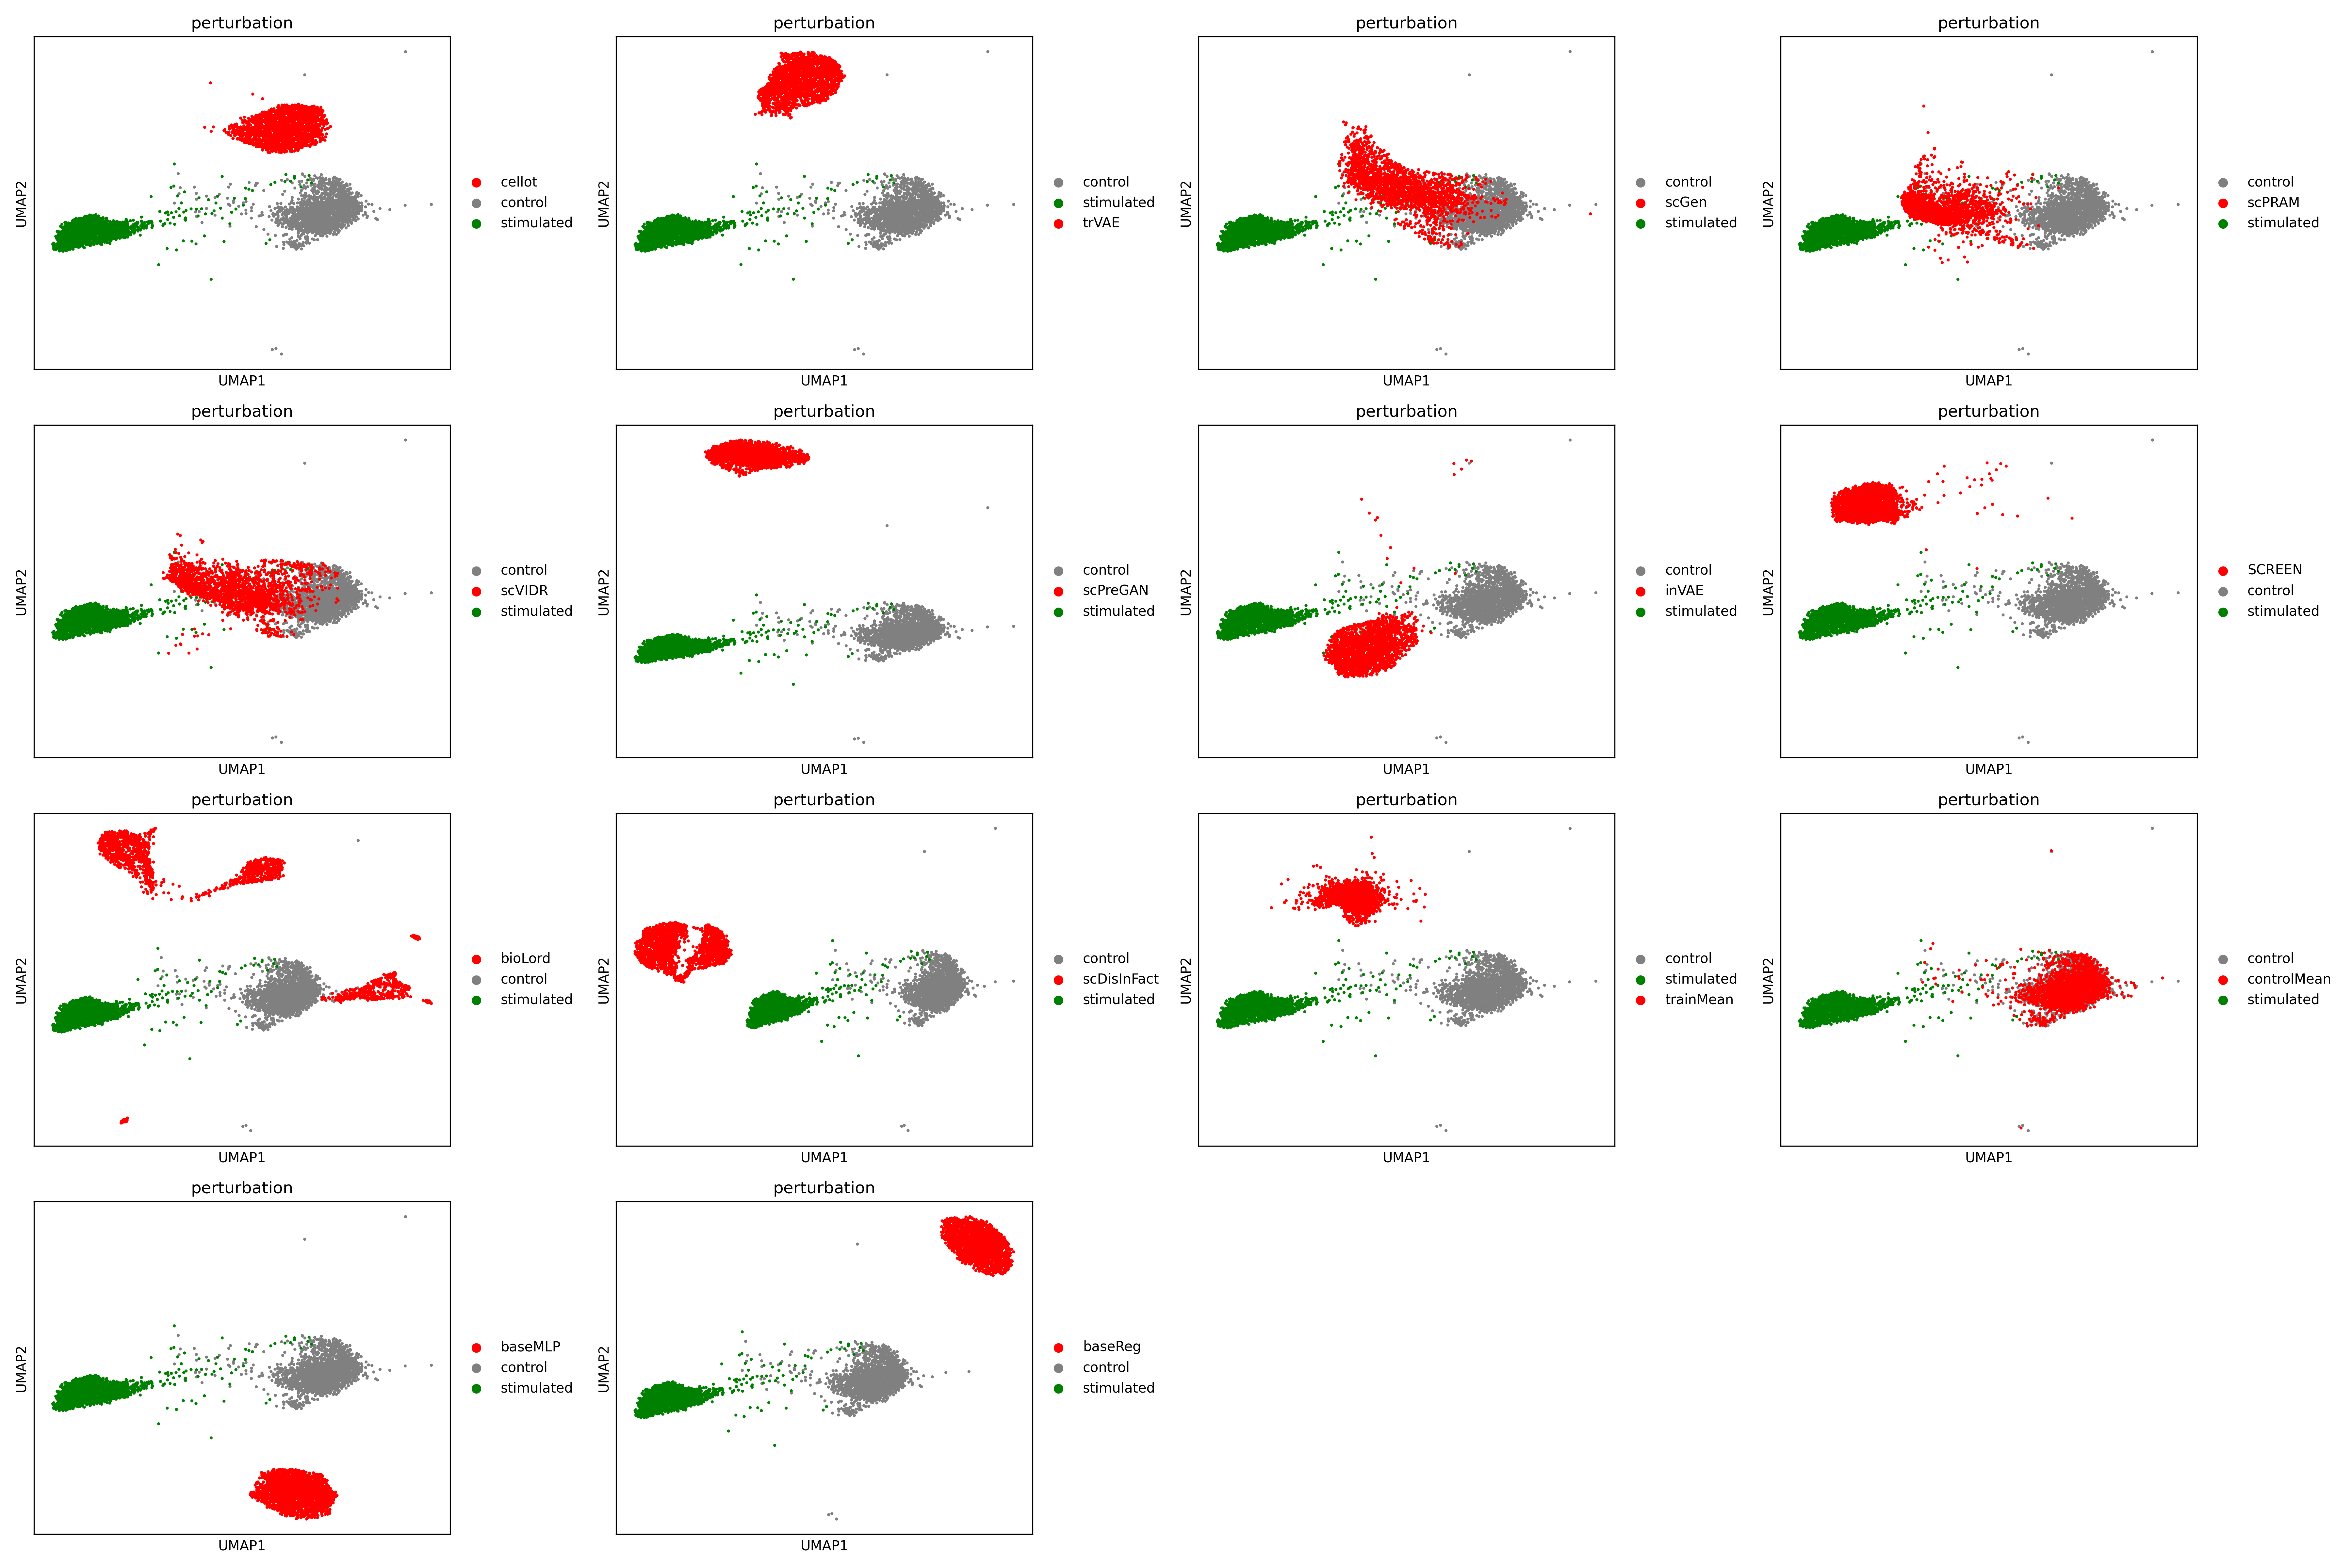 perturbation
UMAP2
UMAP1
cellot
control
stimulated
perturbation
UMAP2
UMAP1
control
stimulated
trVAE
perturbation
UMAP2
UMAP1
control
scGen
stimulated
perturbation
UMAP2
UMAP1
control
scPRAM
stimulated
perturbation
UMAP2
UMAP1
control
scVIDR
stimulated
perturbation
UMAP2
UMAP1
control
scPreGAN
stimulated
perturbation
UMAP2
UMAP1
control
inVAE
stimulated
perturbation
UMAP2
UMAP1
SCREEN
control
stimulated
perturbation
UMAP2
UMAP1
bioLord
control
stimulated
perturbation
UMAP2
UMAP1
control
scDisInFact
stimulated
perturbation
UMAP2
UMAP1
control
stimulated
trainMean
perturbation
UMAP2
UMAP1
control
controlMean
stimulated
perturbation
UMAP2
UMAP1
baseMLP
control
stimulated
perturbation
UMAP2
UMAP1
baseReg
control
stimulated